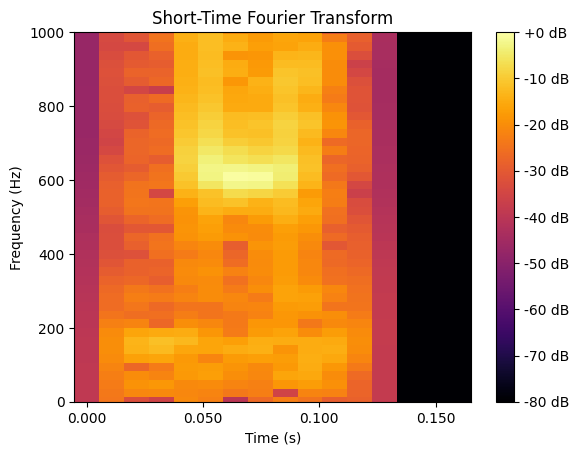 Short-Time Fourier Transform
1000
800
600
400
200
0
Frequency (Hz)
0.000
0.050
0.100
0.150
Time (s)
+0 dB
-10 dB
-20 dB
-30 dB
-40 dB
-50 dB
-60 dB
-70 dB
-80 dB